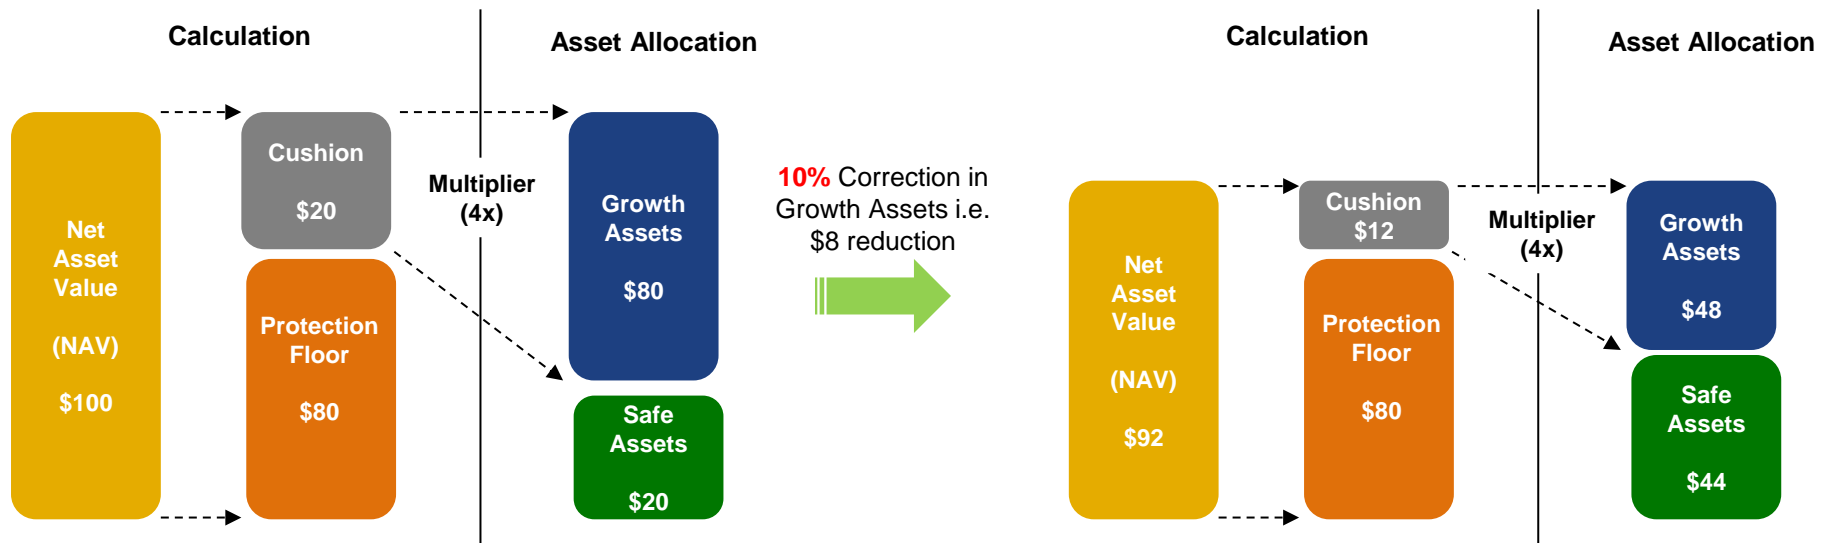 Calculation
Asset Allocation
Net
Asset
Value
(NAV)
$100
Cushion
$20
Protection
Floor
$80
Multiplier
(4x)
Growth
Assets
$80
Safe
Assets
$20
10% Correction in
Growth Assets i.e.
$8 reduction
Calculation
Asset Allocation
Net
Asset
Value
(NAV)
$92
Cushion
$12
Protection
Floor
$80
Multiplier
(4x)
Growth
Assets
$48
Safe
Assets
$44